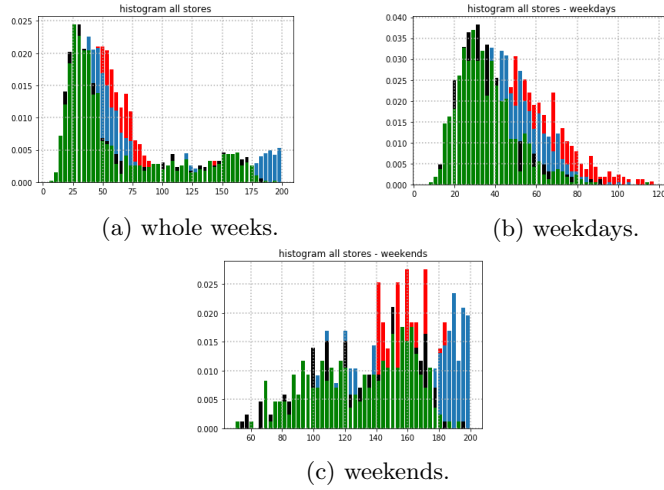 histogram all stores
0.025
0.020
0.015
0.010
0.005
0.000
0 25 50 75 100 125 150 175 200
(a) whole weeks.
histogram all stores - weekdays
0.040
0.035
0.030
0.025
0.020
0.015
0.010
0.005
0.000
0 20 40 60 80 100 120
(b) weekdays.
histogram all stores - weekends
0.025
0.020
0.015
0.010
0.005
0.000
60 80 100 120 140 160 180 200
(c) weekends.